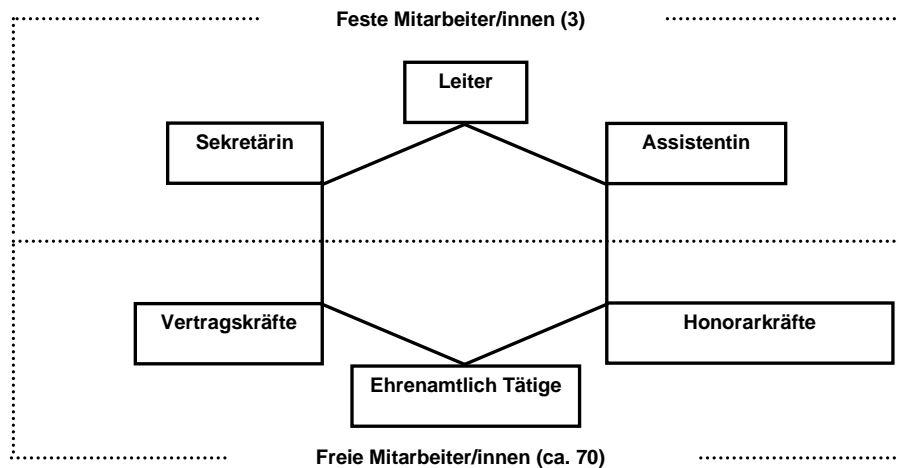 Feste Mitarbeiter/innen (3)
Leiter
Sekretärin
Assistentin
Vertragskräfte
Honorarkräfte
Ehrenamtlich Tätige
Freie Mitarbeiter/innen (ca. 70)